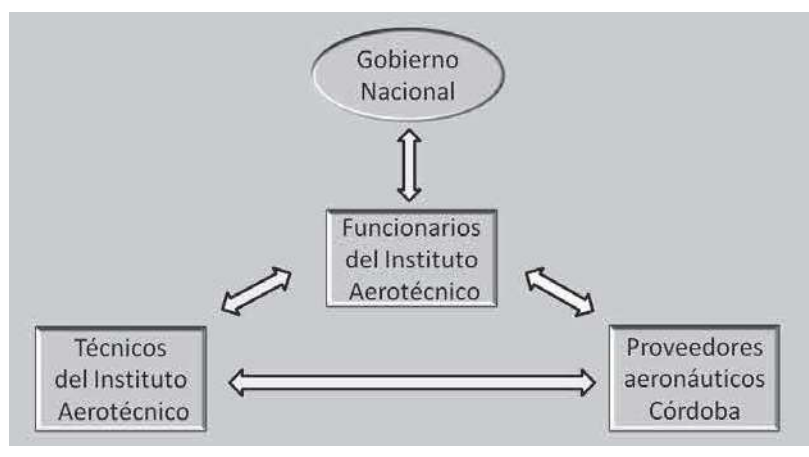 Gobierno
Nacional
Funcionarios
del Instituto
Aerotécnico
Técnicos
del Instituto
Aerotécnico
Proveedores
aeronáuticos
Córdoba